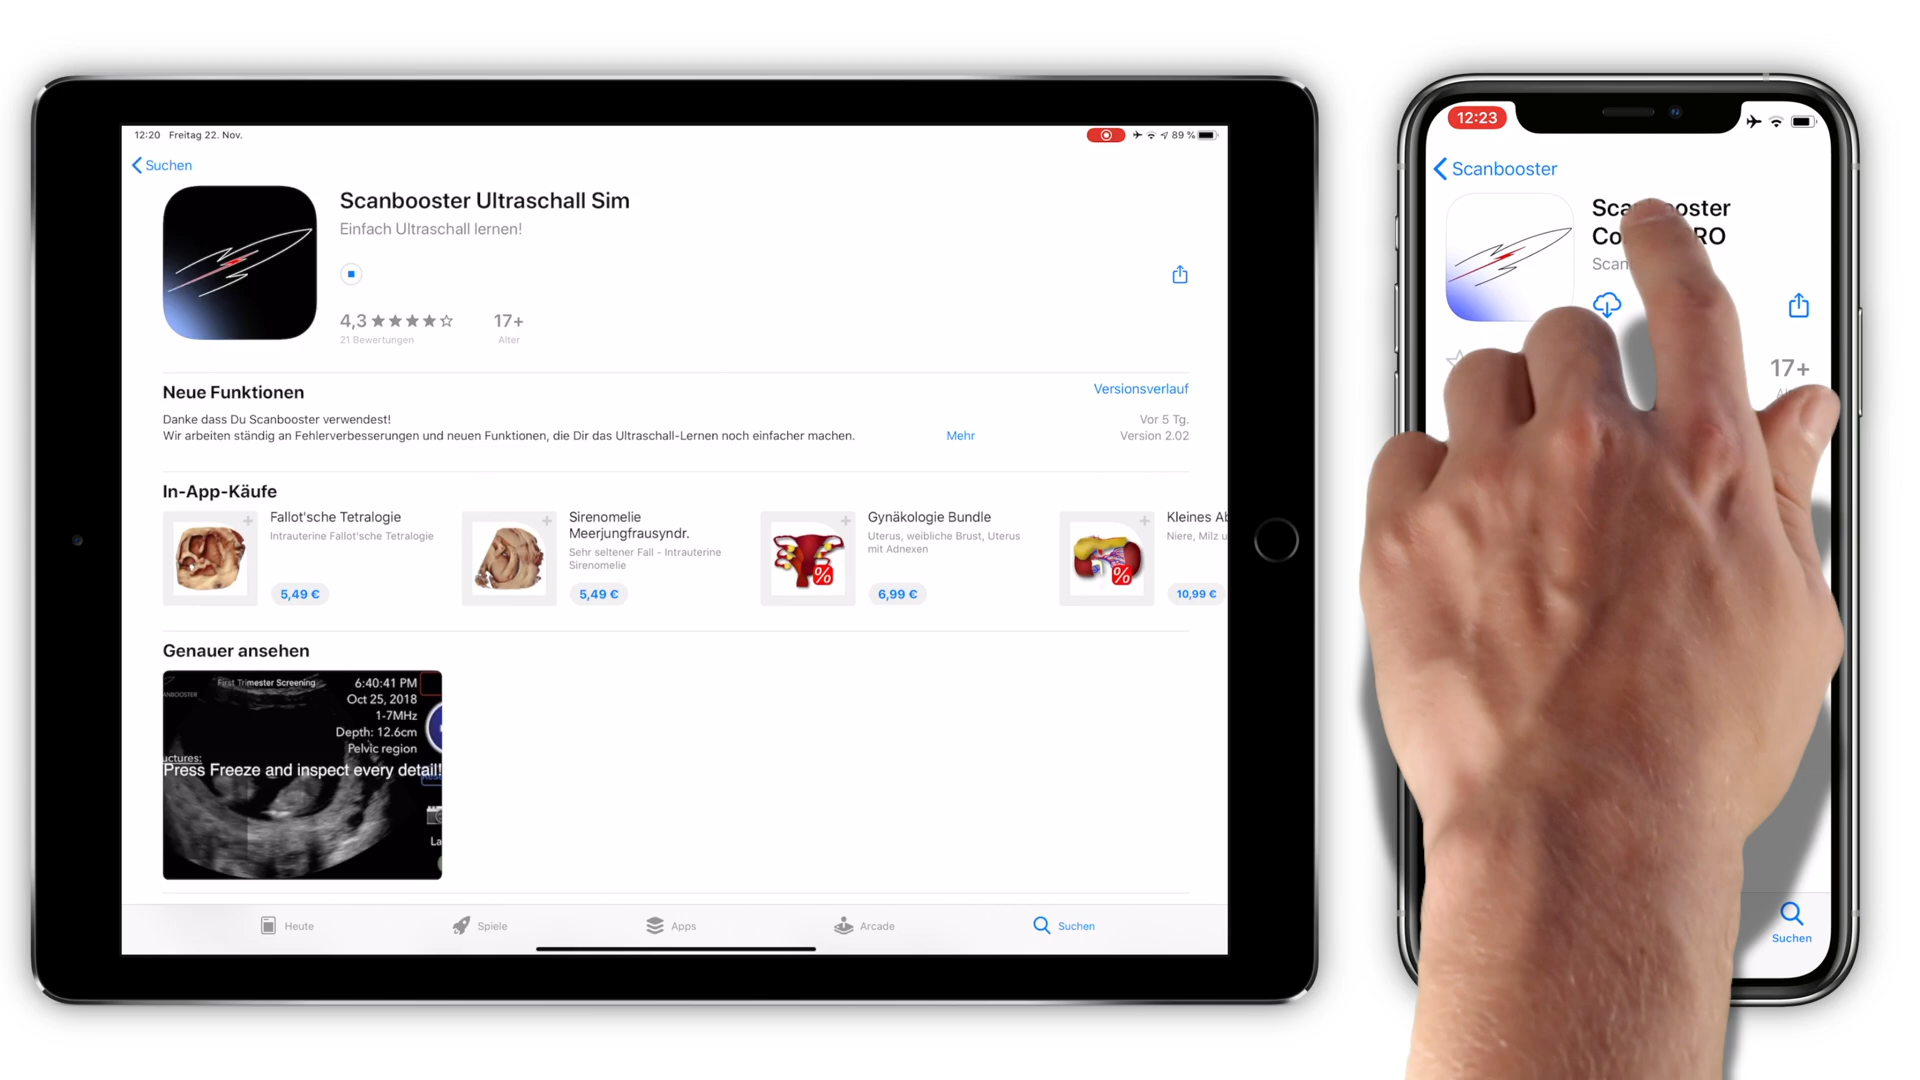 12:20 Freitag 22. Nov.
89 %
Suchen
Scanbooster Ultraschall Sim
Einfach Ultraschall lernen!
4,3
21 Bewertungen
17+
Alter
Neue Funktionen
Versionsverlauf
Danke dass Du Scanbooster verwendest!
Wir arbeiten ständig an Fehlerverbesserungen und neuen Funktionen, die Dir das Ultraschall-Lernen noch einfacher machen.
Mehr
Vor 5 Tg.
Version 2.02
In-App-Käufe
Fallot'sche Tetralogie
Intrauterine Fallot'sche Tetralogie
5,49 €
Sirenomelie
Meerjungfrausyndr.
Sehr seltener Fall - Intrauterine
Sirenomelie
5,49 €
Gynäkologie Bundle
Uterus, weibliche Brust, Uterus
mit Adnexen
%
6,99 €
Kleines
Niere, Milz
%
10,99 €
Genauer ansehen
First Trimester Screening
6:40:41 PM
Oct 25, 2018
1-7MHz
Depth: 12.6cm
Pelvic region
Press Freeze and inspect every detail!
Heute
Spiele
Apps
Arcade
Suchen
12:23
Scanbooster
17+
Suchen